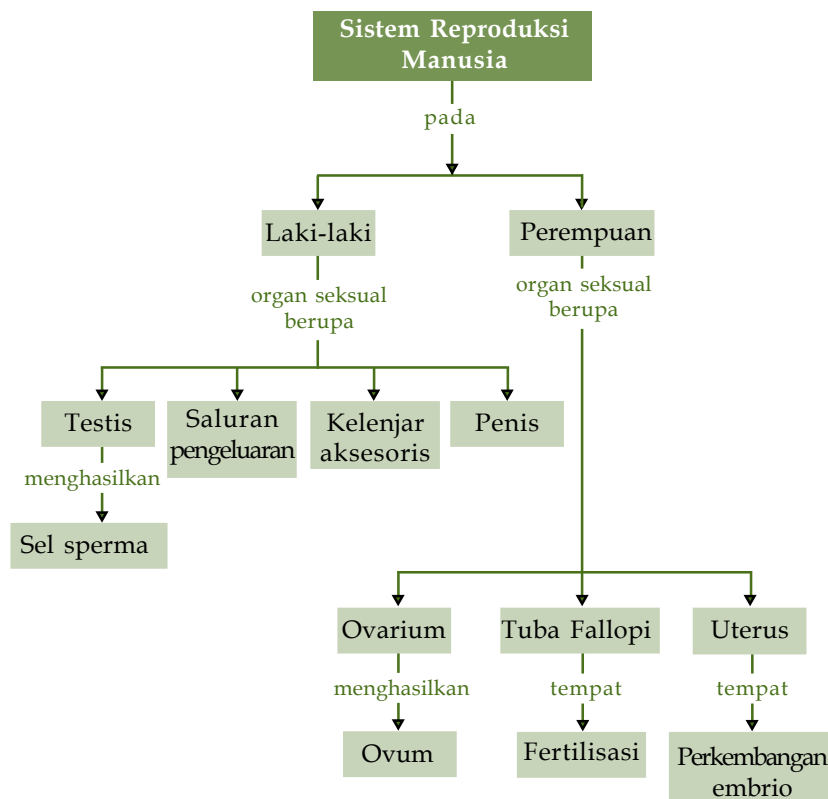 Sistem Reproduksi
Manusia
pada
Laki-laki
Perempuan
organ seksual
berupa
organ seksual
berupa
Testis
Saluran
pengeluaran
Kelenjar
aksesoris
Penis
menghasilkan
Sel sperma
Ovarium
Tuba Fallopi
Uterus
menghasilkan
tempat
tempat
Ovum
Fertilisasi
Perkembangan
embrio